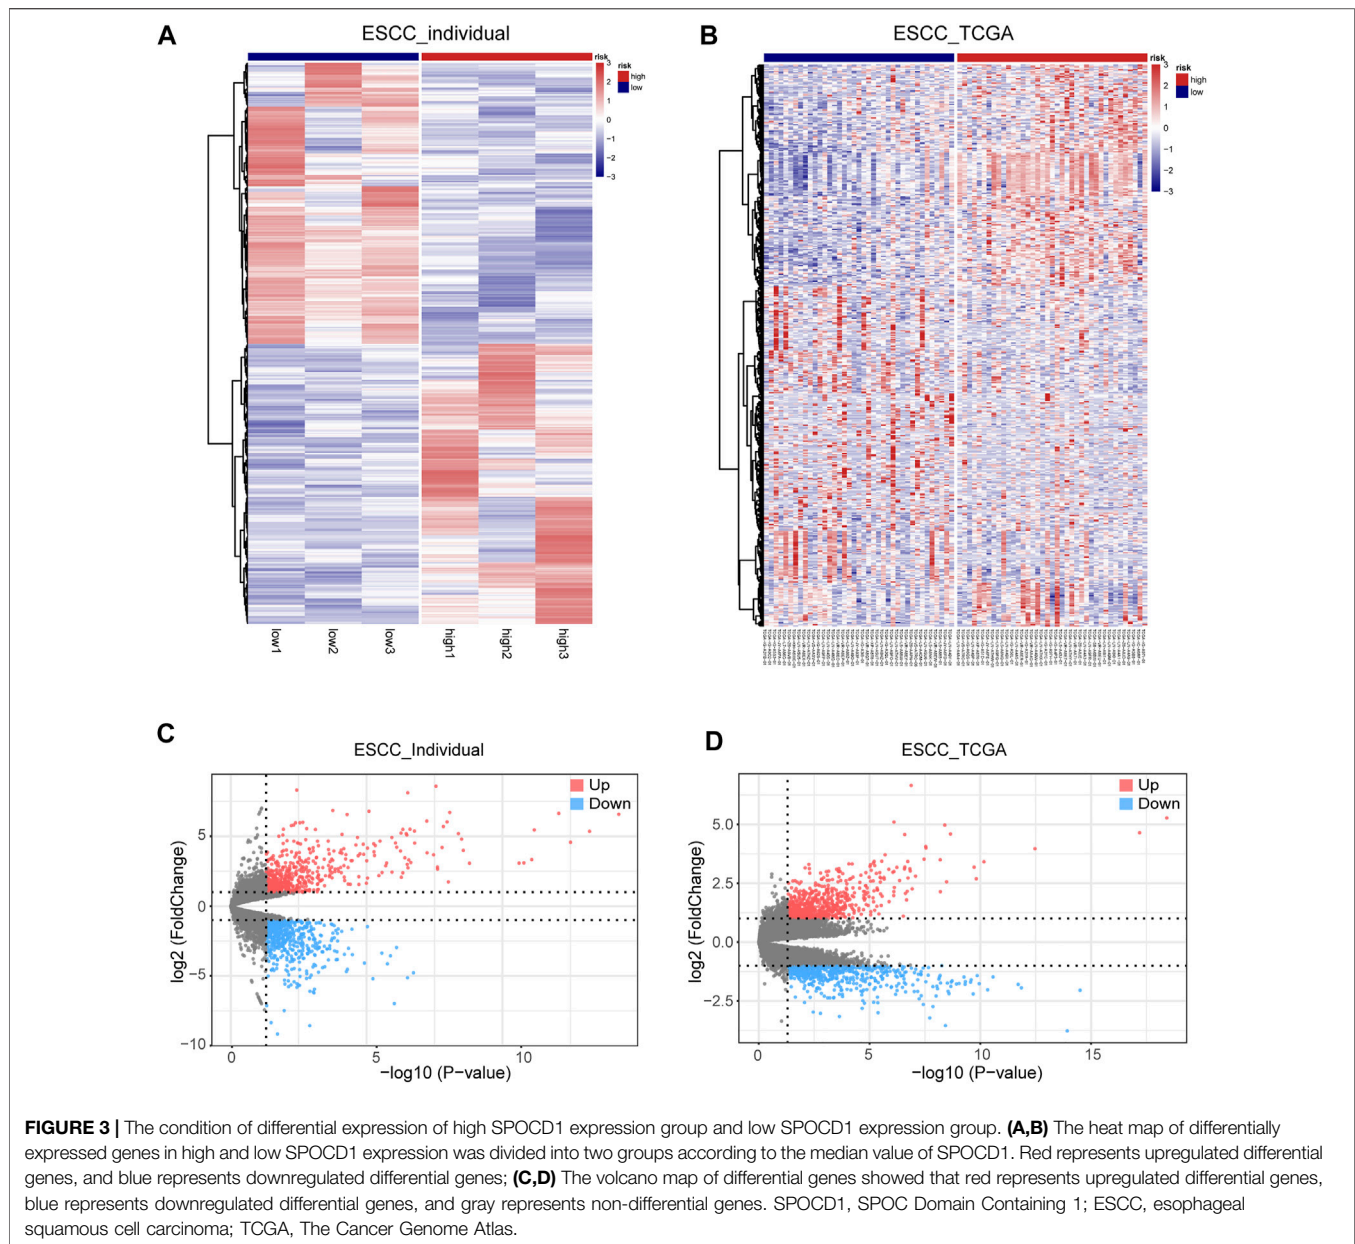 A
ESCC_individual
risk
3
2
1
0
−1
−2
−3
risk
high
low
low1
low2
low3
high1
high2
high3
B
ESCC_TCGA
risk
3
2
1
0
−1
−2
−3
risk
high
low
C
ESCC_Individual
Up
Down
5
0
−5
−10
0
5
10
log2 (FoldChange)
−log10 (P−value)
D
ESCC_TCGA
Up
Down
5.0
2.5
0.0
−2.5
0
5
10
15
log2 (FoldChange)
−log10 (P−value)
FIGURE 3 | The condition of differential expression of high SPOCD1 expression group and low SPOCD1 expression group. (A,B) The heat map of differentially
expressed genes in high and low SPOCD1 expression was divided into two groups according to the median value of SPOCD1. Red represents upregulated differential
genes, and blue represents downregulated differential genes; (C,D) The volcano map of differential genes showed that red represents upregulated differential genes,
blue represents downregulated differential genes, and gray represents non-differential genes. SPOCD1, SPOC Domain Containing 1; ESCC, esophageal
squamous cell carcinoma; TCGA, The Cancer Genome Atlas.